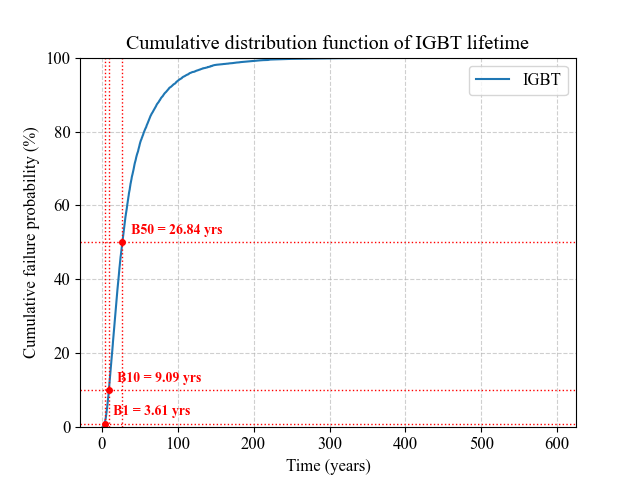 Cumulative distribution function of IGBT lifetime
IGBT
Cumulative failure probability (%)
100
80
60
40
20
0
B50 = 26.84 yrs
B10 = 9.09 yrs
B1 = 3.61 yrs
0 100 200 300 400 500 600
Time (years)